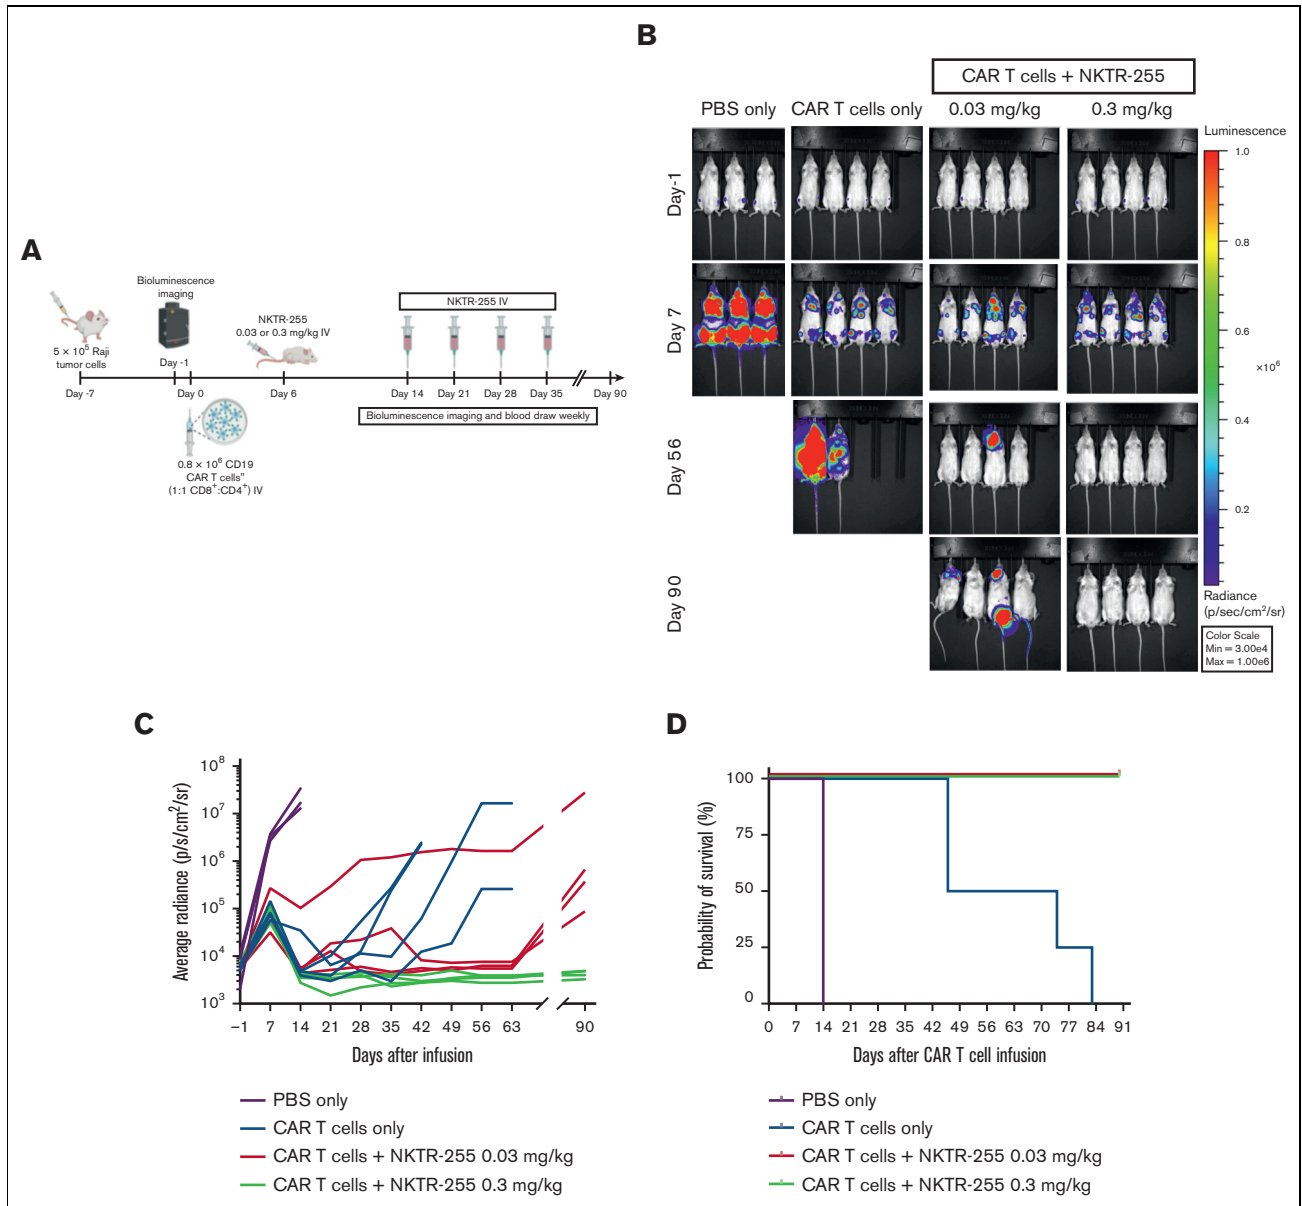 A
Bioluminescence
imaging
NKTR-255
0.03 or 0.3 mg/kg IV
NKTR-255 IV
5 × 10⁵ Raji
tumor cells
Day -1
Day -7
Day 0
Day 6
Day 14
Day 21
Day 28
Day 35
Day 90
Bioluminescence imaging and blood draw weekly
0.8 × 10⁶ CD19
CAR T cells"
(1:1 CD8⁺:CD4⁺) IV
B
CAR T cells + NKTR-255
PBS only
CAR T cells only
0.03 mg/kg
0.3 mg/kg
Day-1
Day 7
Day 56
Day 90
Luminescence
1.0
0.8
0.6
×10⁶
0.4
0.2
Radiance
(p/sec/cm²/sr)
Color Scale
Min = 3.00e4
Max = 1.00e6
C
Average radiance (p/s/cm²/sr)
10⁸
10⁷
10⁶
10⁵
10⁴
10³
−1 7 14 21 28 35 42 49 56 63 90
Days after infusion
PBS only
CAR T cells only
CAR T cells + NKTR-255 0.03 mg/kg
CAR T cells + NKTR-255 0.3 mg/kg
D
Probability of survival (%)
100
75
50
25
0
0 7 14 21 28 35 42 49 56 63 70 77 84 91
Days after CAR T cell infusion
PBS only
CAR T cells only
CAR T cells + NKTR-255 0.03 mg/kg
CAR T cells + NKTR-255 0.3 mg/kg